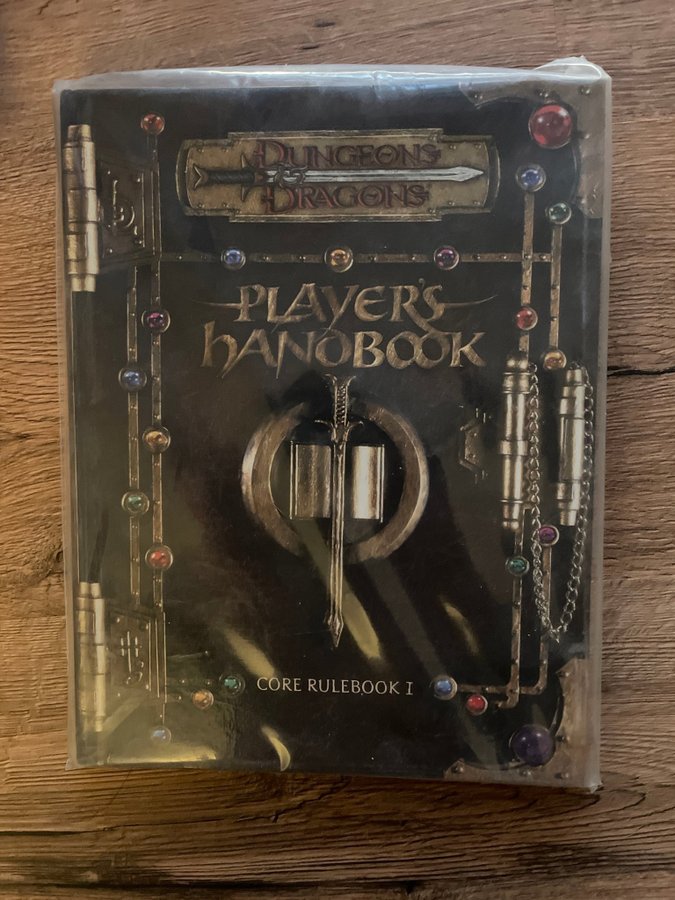 DUNGEONS
& DRAGONS
PLAYER'S
HANDBOOK
CORE RULEBOOK I